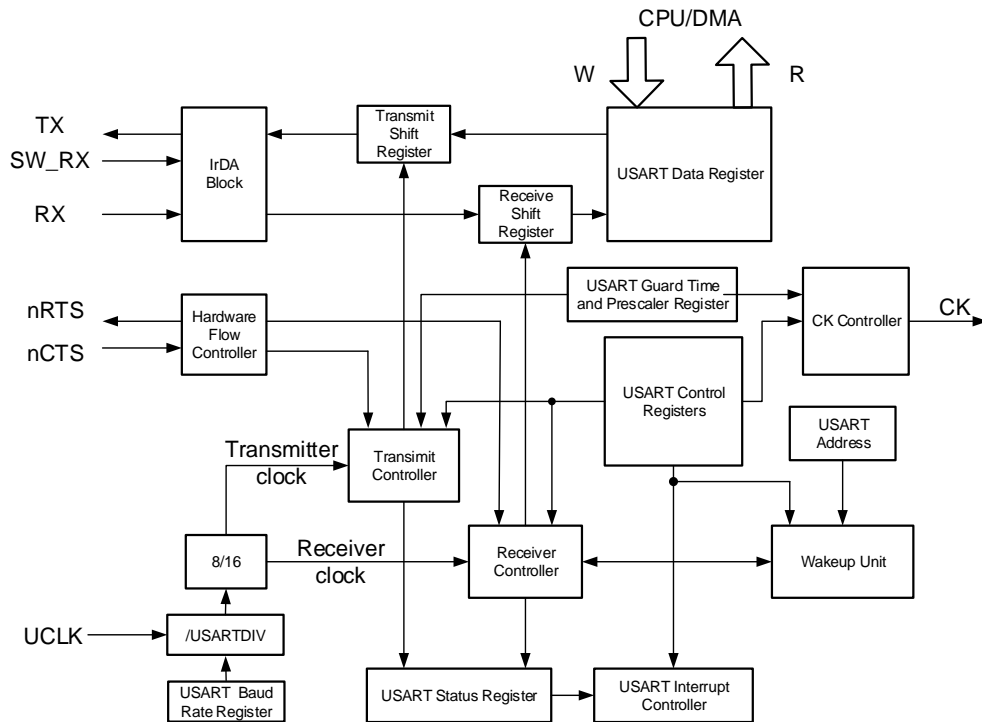 CPU/DMA
W
R
TX
SW_RX
RX
IrDA
Block
Transmit
Shift
Register
Receive
Shift
Register
USART Data Register
nRTS
nCTS
Hardware
Flow
Controller
USART Guard Time
and Prescaler Register
CK Controller
CK
USART Control
Registers
USART
Address
Transmitter
clock
Transimit
Controller
8/16
Receiver
clock
Receiver
Controller
Wakeup Unit
UCLK
/USARTDIV
USART Baud
Rate Register
USART Status Register
USART Interrupt
Controller